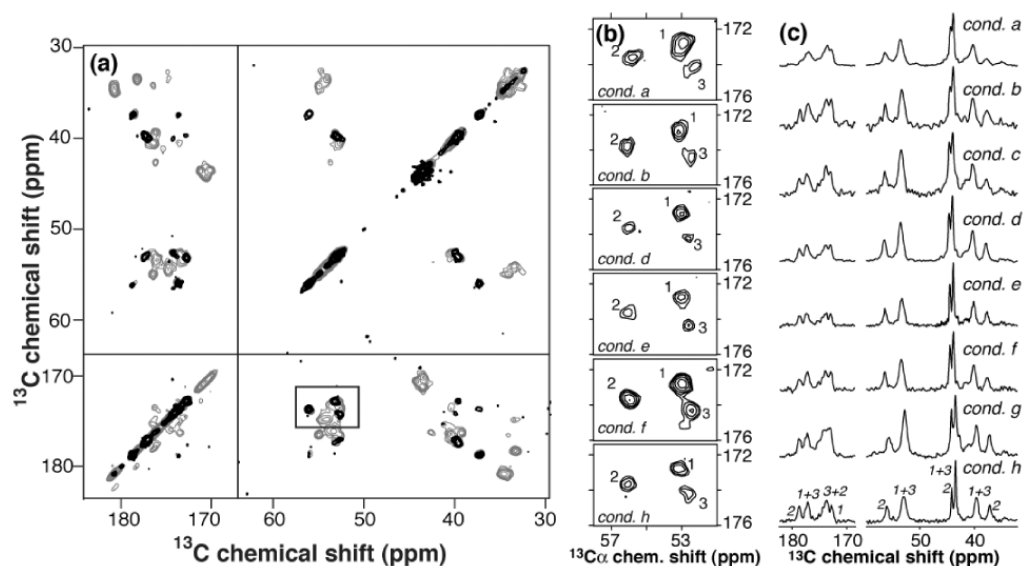 (a)
30
40
50
60
170
180
13C chemical shift (ppm)
180
170
60
50
40
30
13C chemical shift (ppm)
(b)
1
2
3
cond. a
172
176
1
2
3
cond. b
172
176
1
2
3
cond. d
172
176
1
2
3
cond. e
172
176
1
2
3
cond. f
172
176
1
2
3
cond. h
172
176
57
53
13Cα chem. shift (ppm)
(c)
cond. a
cond. b
cond. c
cond. d
cond. e
cond. f
cond. g
cond. h
1+3
1+3 3+2
2
1
2
1+3
2
1+3
2
180
170
50
40
13C chemical shift (ppm)